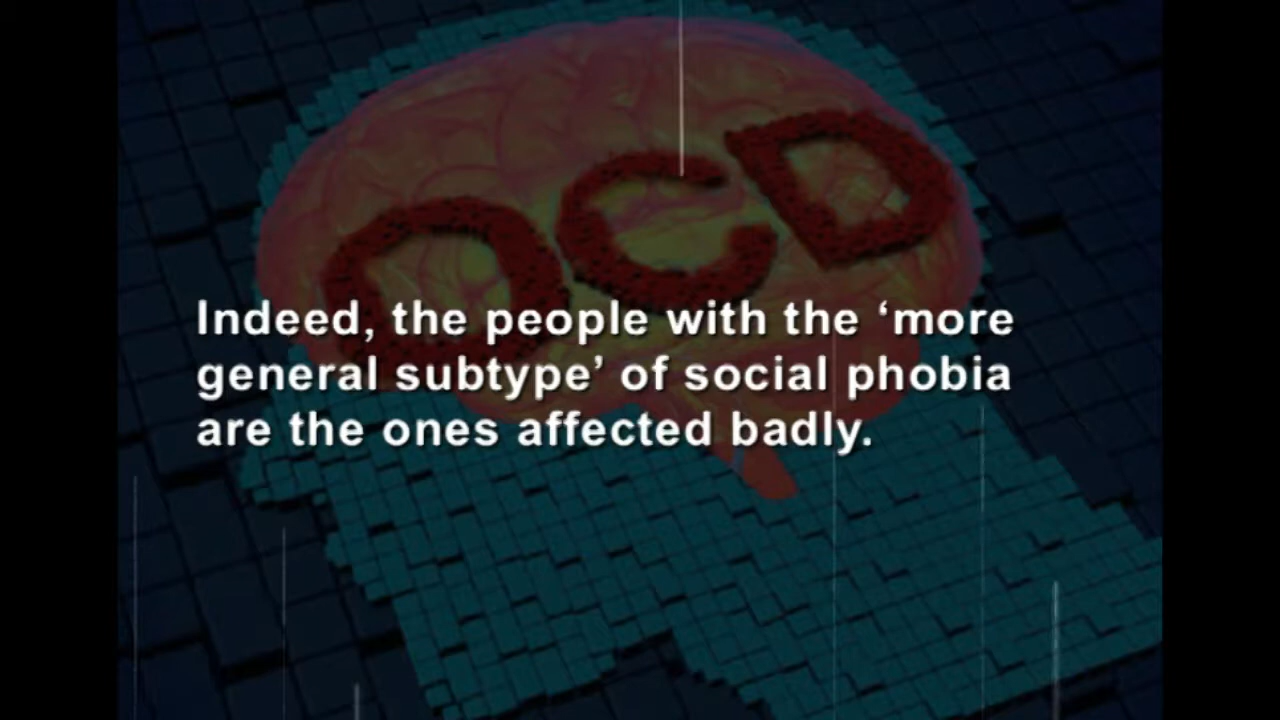 OCD
Indeed, the people with the ‘more
general subtype’ of social phobia
are the ones affected badly.